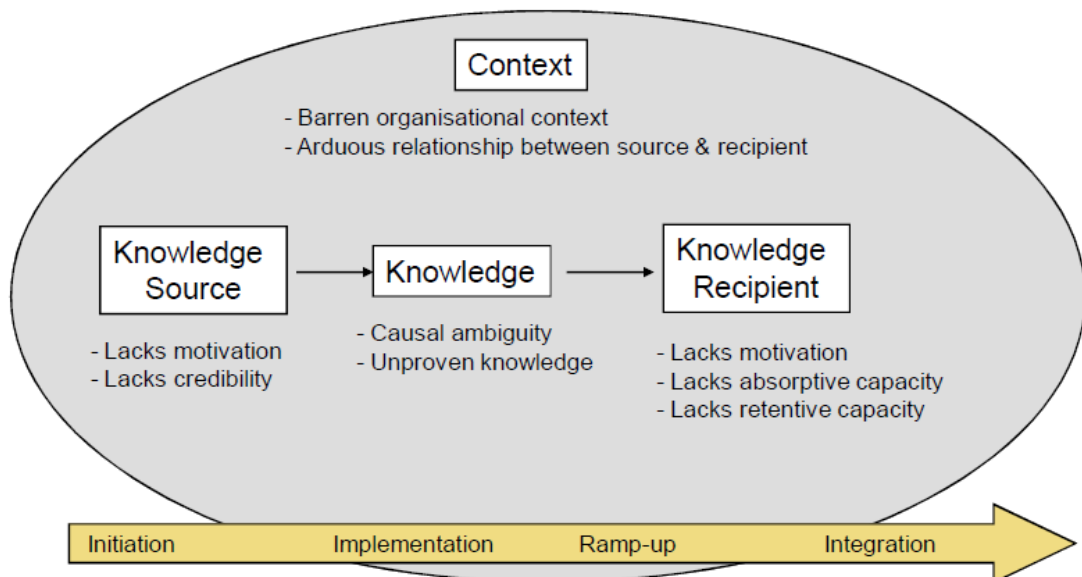 Context
- Barren organisational context
- Arduous relationship between source & recipient
Knowledge
Source
Knowledge
Knowledge
Recipient
- Lacks motivation
- Lacks credibility
- Causal ambiguity
- Unproven knowledge
- Lacks motivation
- Lacks absorptive capacity
- Lacks retentive capacity
Initiation
Implementation
Ramp-up
Integration